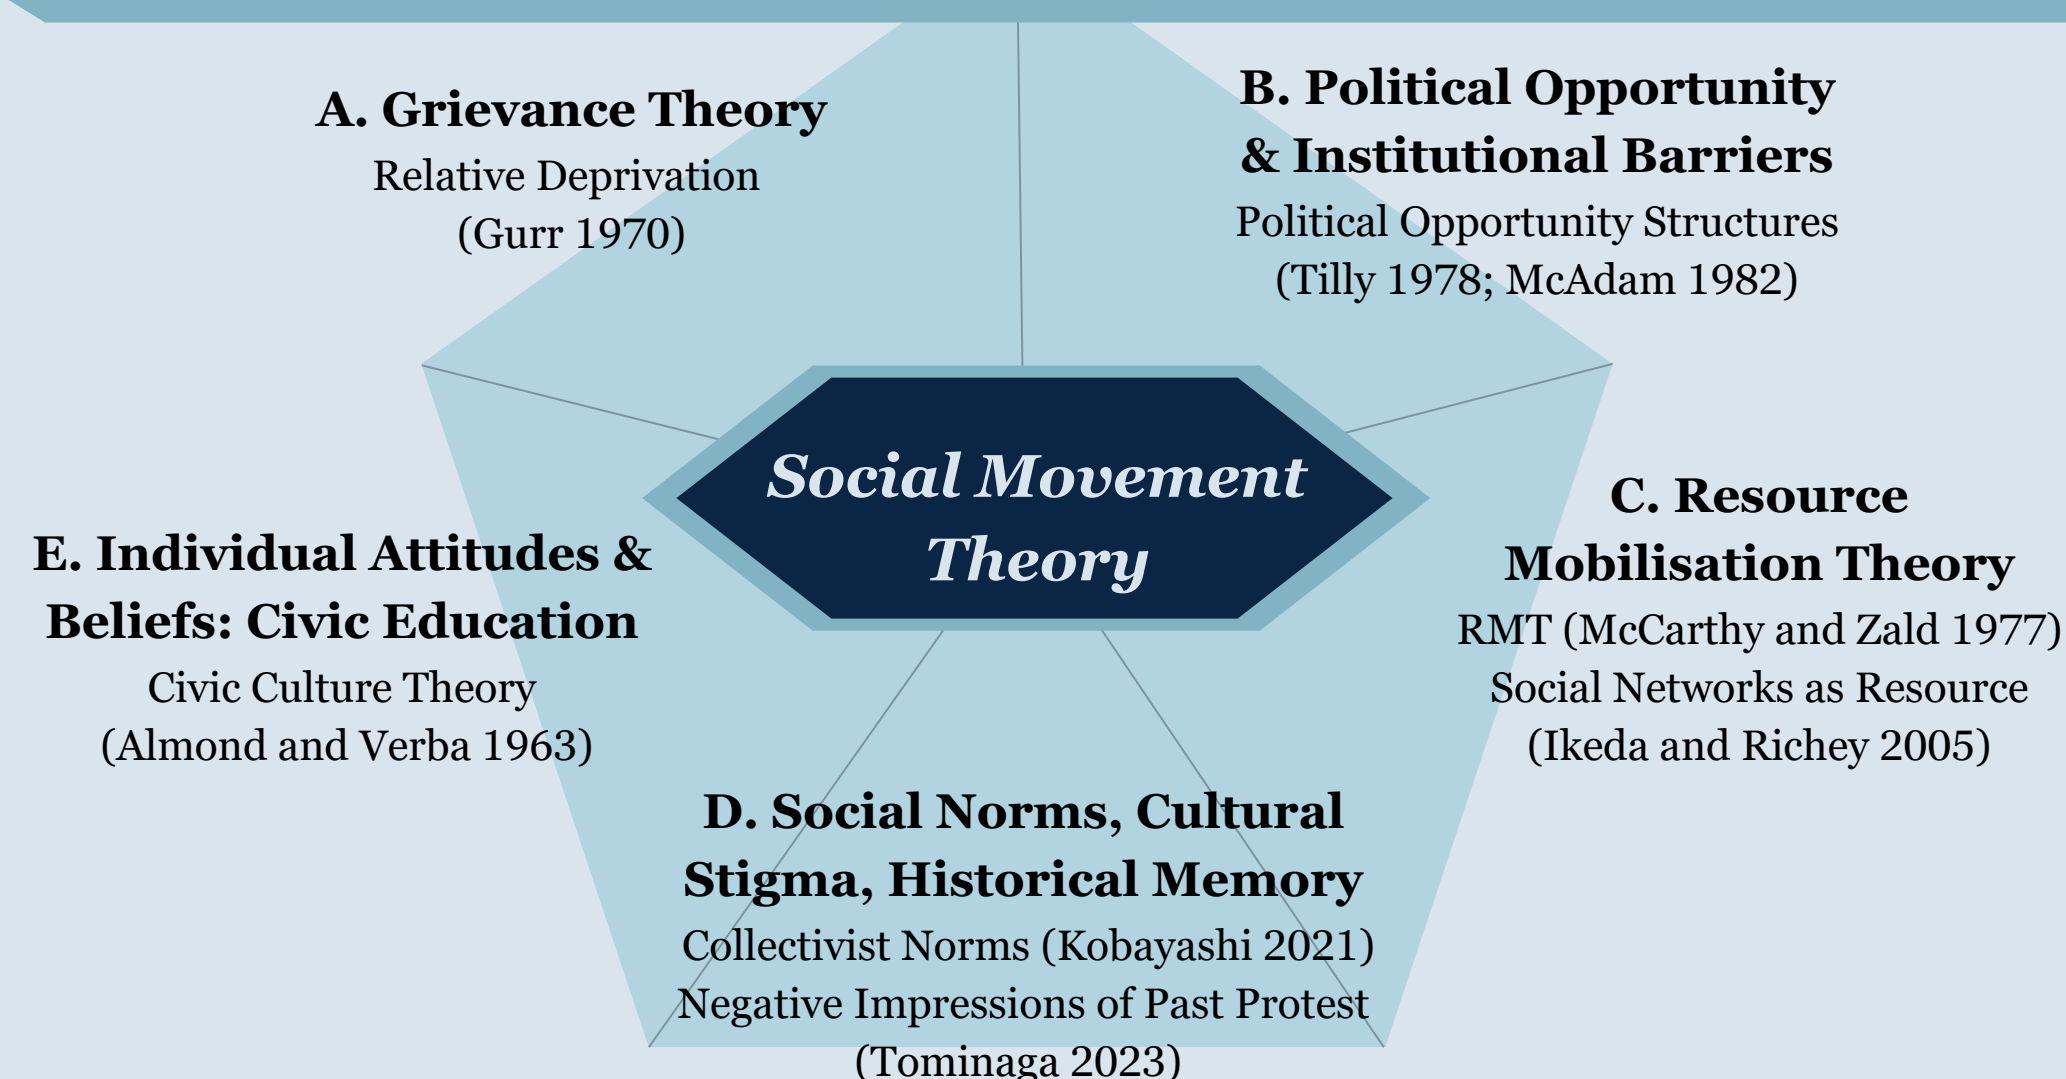 A. Grievance Theory
Relative Deprivation
(Gurr 1970)
B. Political Opportunity
& Institutional Barriers
Political Opportunity Structures
(Tilly 1978; McAdam 1982)
Social Movement
Theory
C. Resource
Mobilisation Theory
RMT (McCarthy and Zald 1977)
Social Networks as Resource
(Ikeda and Richey 2005)
E. Individual Attitudes &
Beliefs: Civic Education
Civic Culture Theory
(Almond and Verba 1963)
D. Social Norms, Cultural
Stigma, Historical Memory
Collectivist Norms (Kobayashi 2021)
Negative Impressions of Past Protest
(Tominaga 2023)